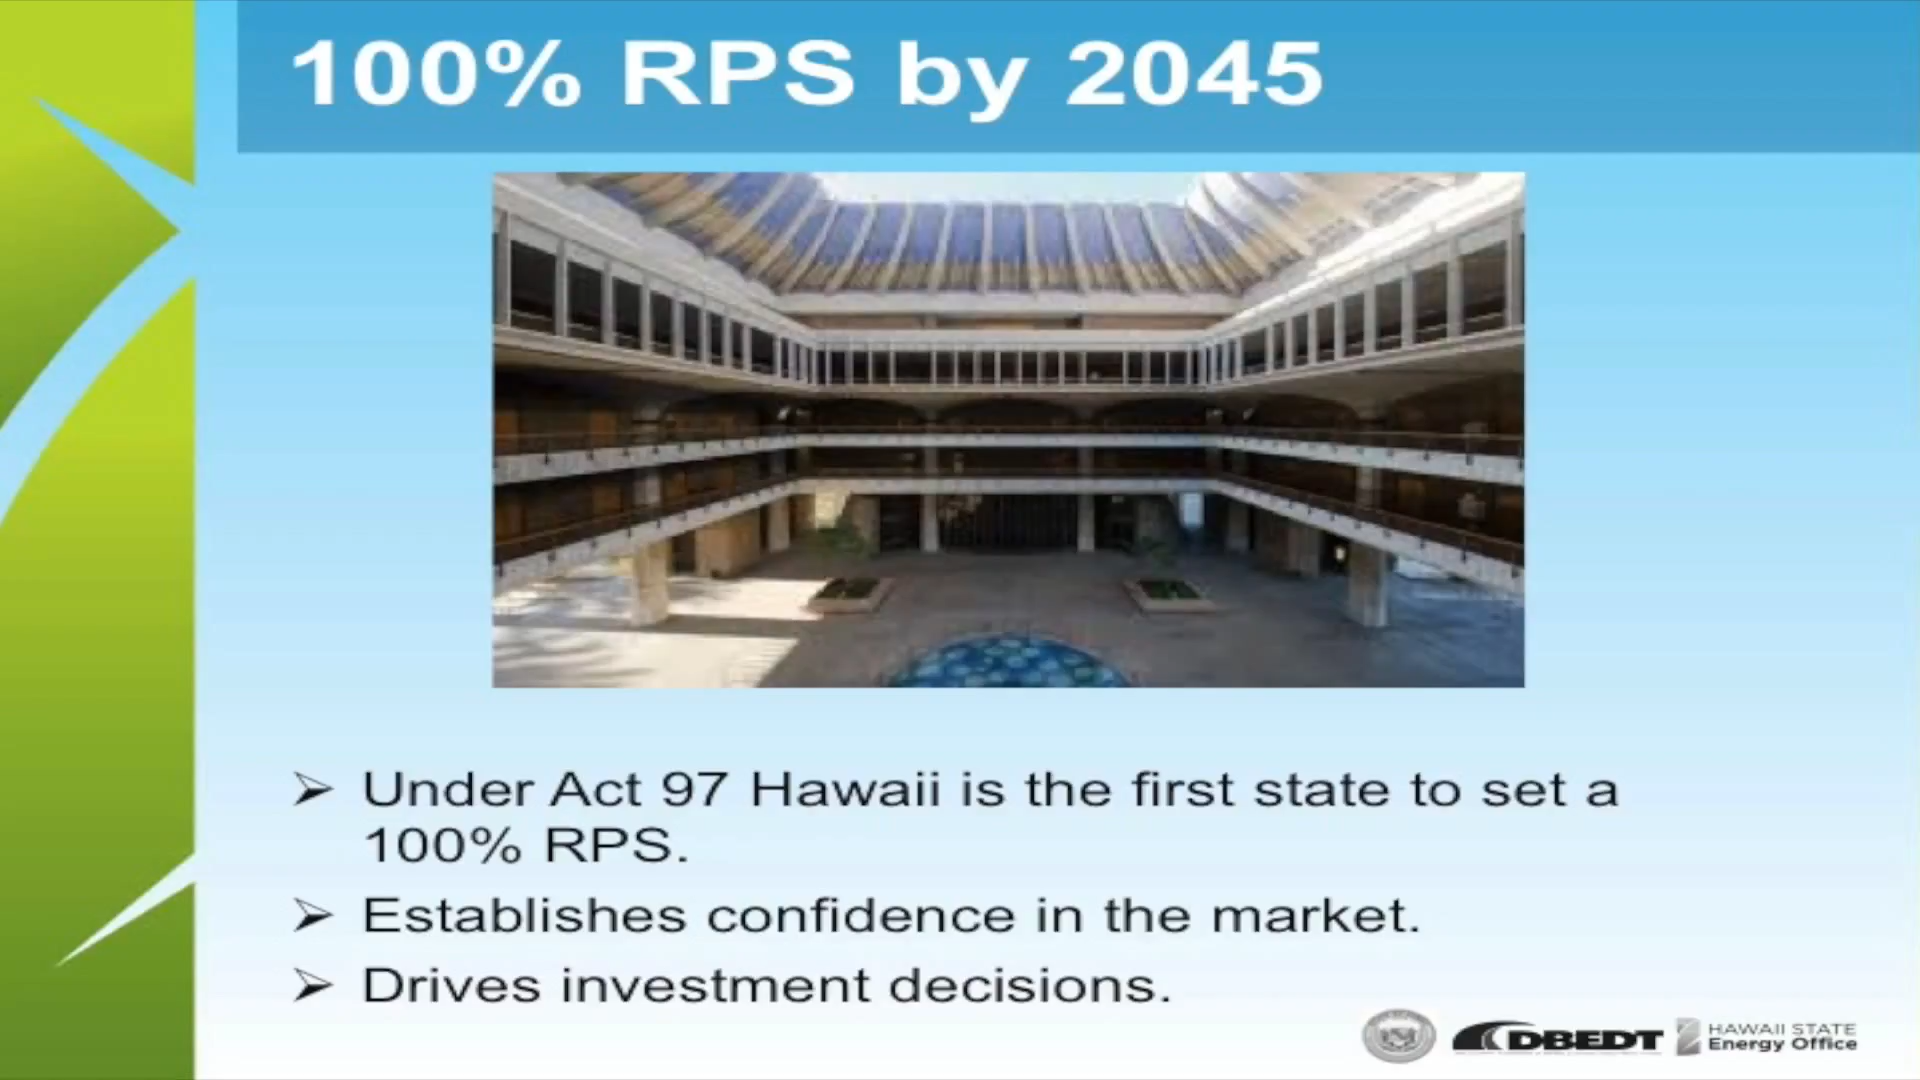 100% RPS by 2045
➢ Under Act 97 Hawaii is the first state to set a
100% RPS.
➢ Establishes confidence in the market.
➢ Drives investment decisions.
DBEDT
HAWAII STATE
Energy Office